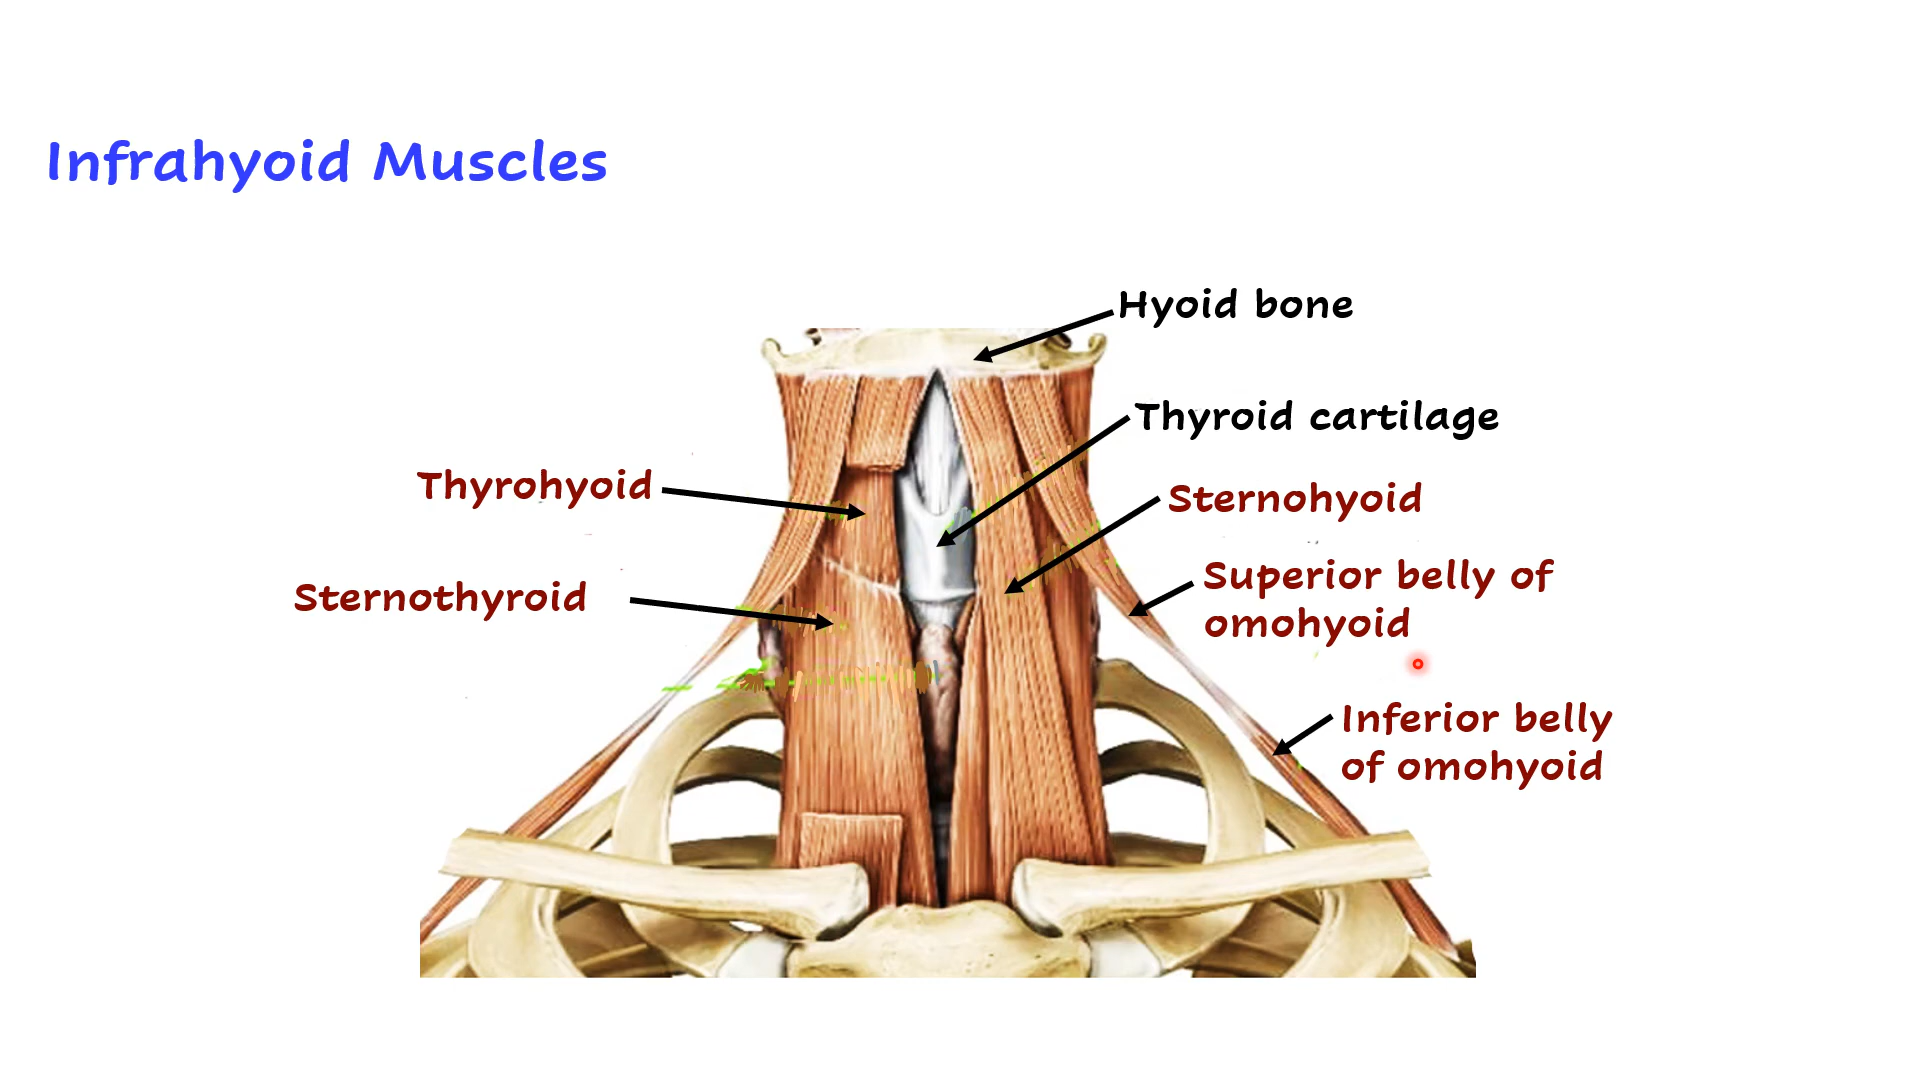 Infrahyoid Muscles
Hyoid bone
Thyroid cartilage
Thyrohyoid
Sternohyoid
Sternothyroid
Superior belly of
omohyoid
Inferior belly
of omohyoid